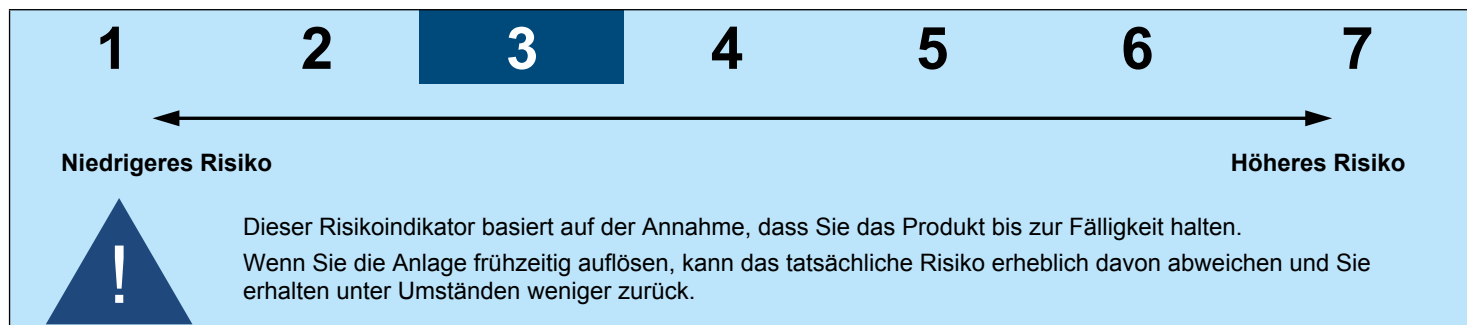 1 2 3 4 5 6 7
Niedrigeres Risiko Höheres Risiko
!
Dieser Risikoindikator basiert auf der Annahme, dass Sie das Produkt bis zur Fälligkeit halten.
Wenn Sie die Anlage frühzeitig auflösen, kann das tatsächliche Risiko erheblich davon abweichen und Sie
erhalten unter Umständen weniger zurück.